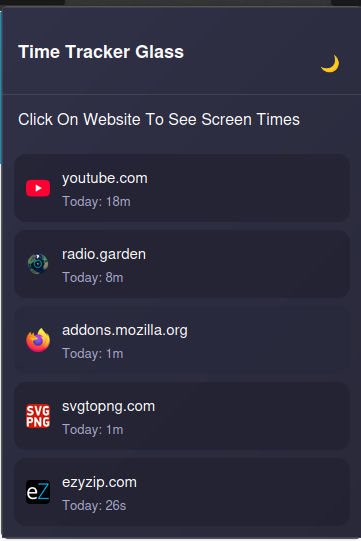 Time Tracker Glass
Click On Website To See Screen Times
youtube.com
Today: 18m
radio.garden
Today: 8m
addons.mozilla.org
Today: 1m
SVG
PNG
svgtopng.com
Today: 1m
eZ
ezyzip.com
Today: 26s